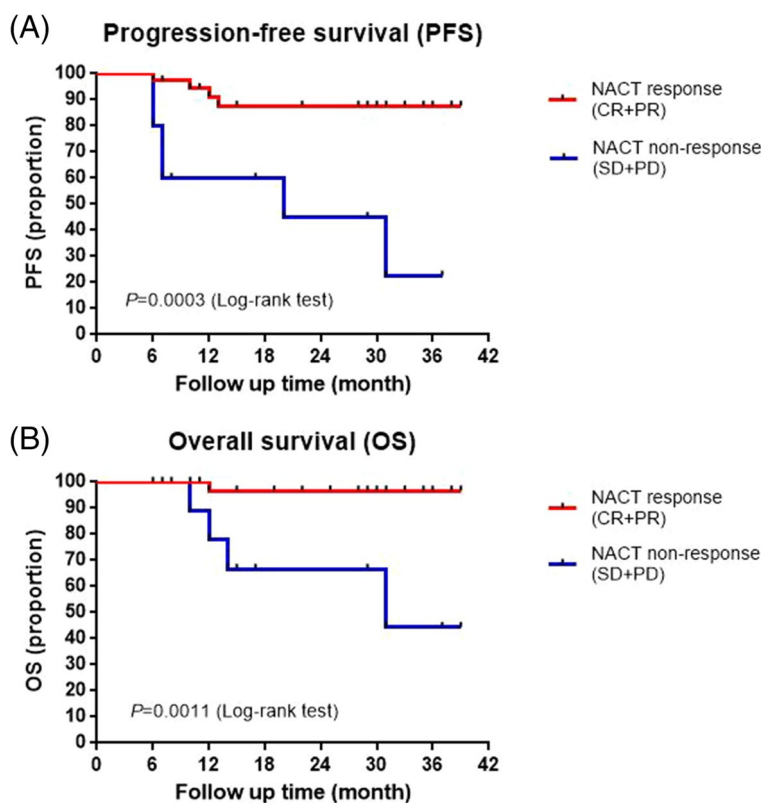 (A)
Progression-free survival (PFS)
100
90
80
70
60
50
40
30
20
10
0
PFS (proportion)
P=0.0003 (Log-rank test)
0 6 12 18 24 30 36 42
Follow up time (month)
NACT response
(CR+PR)
NACT non-response
(SD+PD)
(B)
Overall survival (OS)
100
90
80
70
60
50
40
30
20
10
0
OS (proportion)
P=0.0011 (Log-rank test)
0 6 12 18 24 30 36 42
Follow up time (month)
NACT response
(CR+PR)
NACT non-response
(SD+PD)